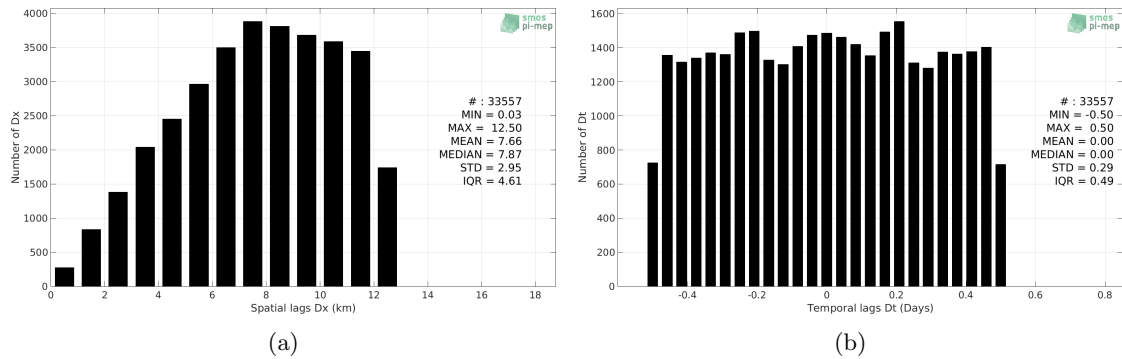 4000
3500
3000
2500
2000
1500
1000
500
0
Number of Dx
0 2 4 6 8 10 12 14 16 18
Spatial lags Dx (km)
smos
pi-mep
# : 33557
MIN = 0.03
MAX = 12.50
MEAN = 7.66
MEDIAN = 7.87
STD = 2.95
IQR = 4.61
(a)
1600
1400
1200
1000
800
600
400
200
0
Number of Dt
-0.4 -0.2 0 0.2 0.4 0.6 0.8
Temporal lags Dt (Days)
smos
pi-mep
# : 33557
MIN = -0.50
MAX = 0.50
MEAN = 0.00
MEDIAN = 0.00
STD = 0.29
IQR = 0.49
(b)